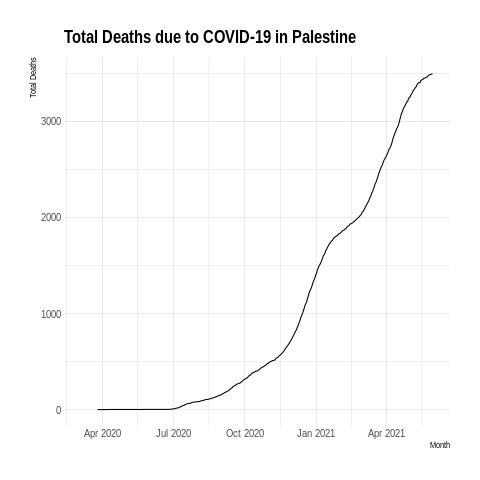 Total Deaths due to COVID-19 in Palestine
Total Deaths
3000
2000
1000
0
Apr 2020 Jul 2020 Oct 2020 Jan 2021 Apr 2021
Month